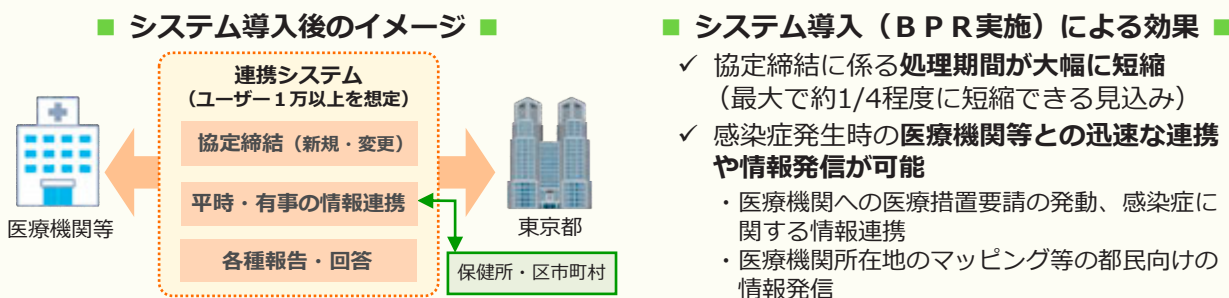 ■ システム導入後のイメージ ■
連携システム
（ユーザー１万以上を想定）
協定締結（新規・変更）
平時・有事の情報連携
各種報告・回答
医療機関等
東京都
保健所・区市町村
■ システム導入（ＢＰＲ実施）による効果 ■
✓ 協定締結に係る処理期間が大幅に短縮
（最大で約1/4程度に短縮できる見込み）
✓ 感染症発生時の医療機関等との迅速な連携
や情報発信が可能
・医療機関への医療措置要請の発動、感染症に
関する情報連携
・医療機関所在地のマッピング等の都民向けの
情報発信